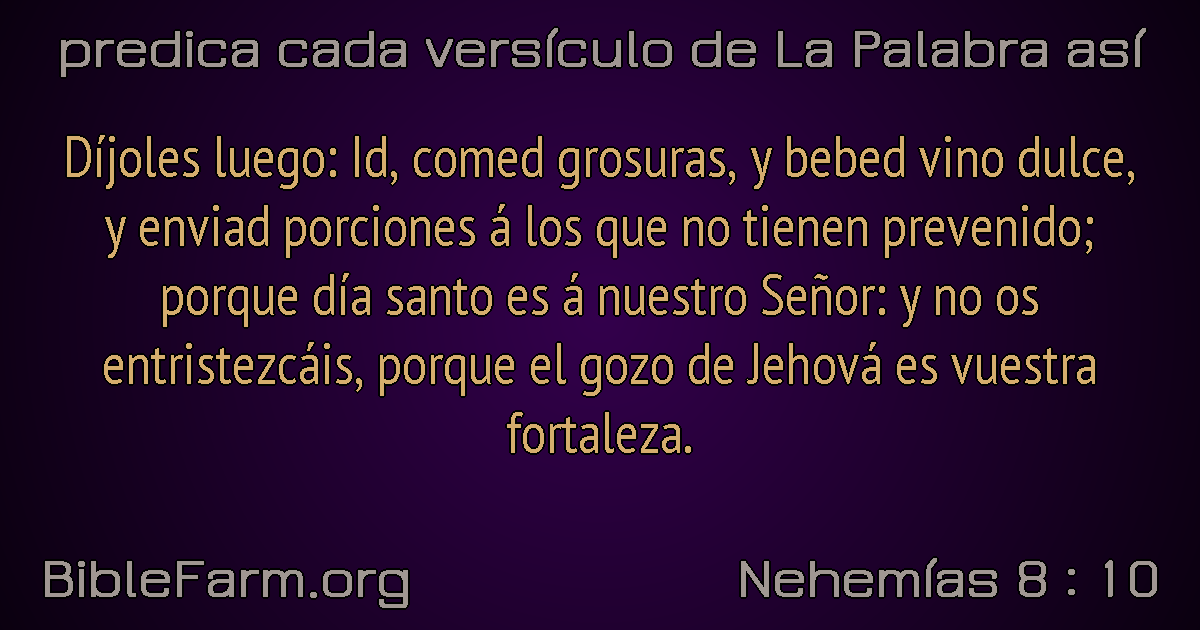 predica cada versículo de La Palabra así
Díjoles luego: Id, comed grosuras, y bebed vino dulce,
y enviad porciones á los que no tienen prevenido;
porque día santo es á nuestro Señor: y no os
entristezcáis, porque el gozo de Jehová es vuestra
fortaleza.
BibleFarm.org
Nehemías 8 : 10